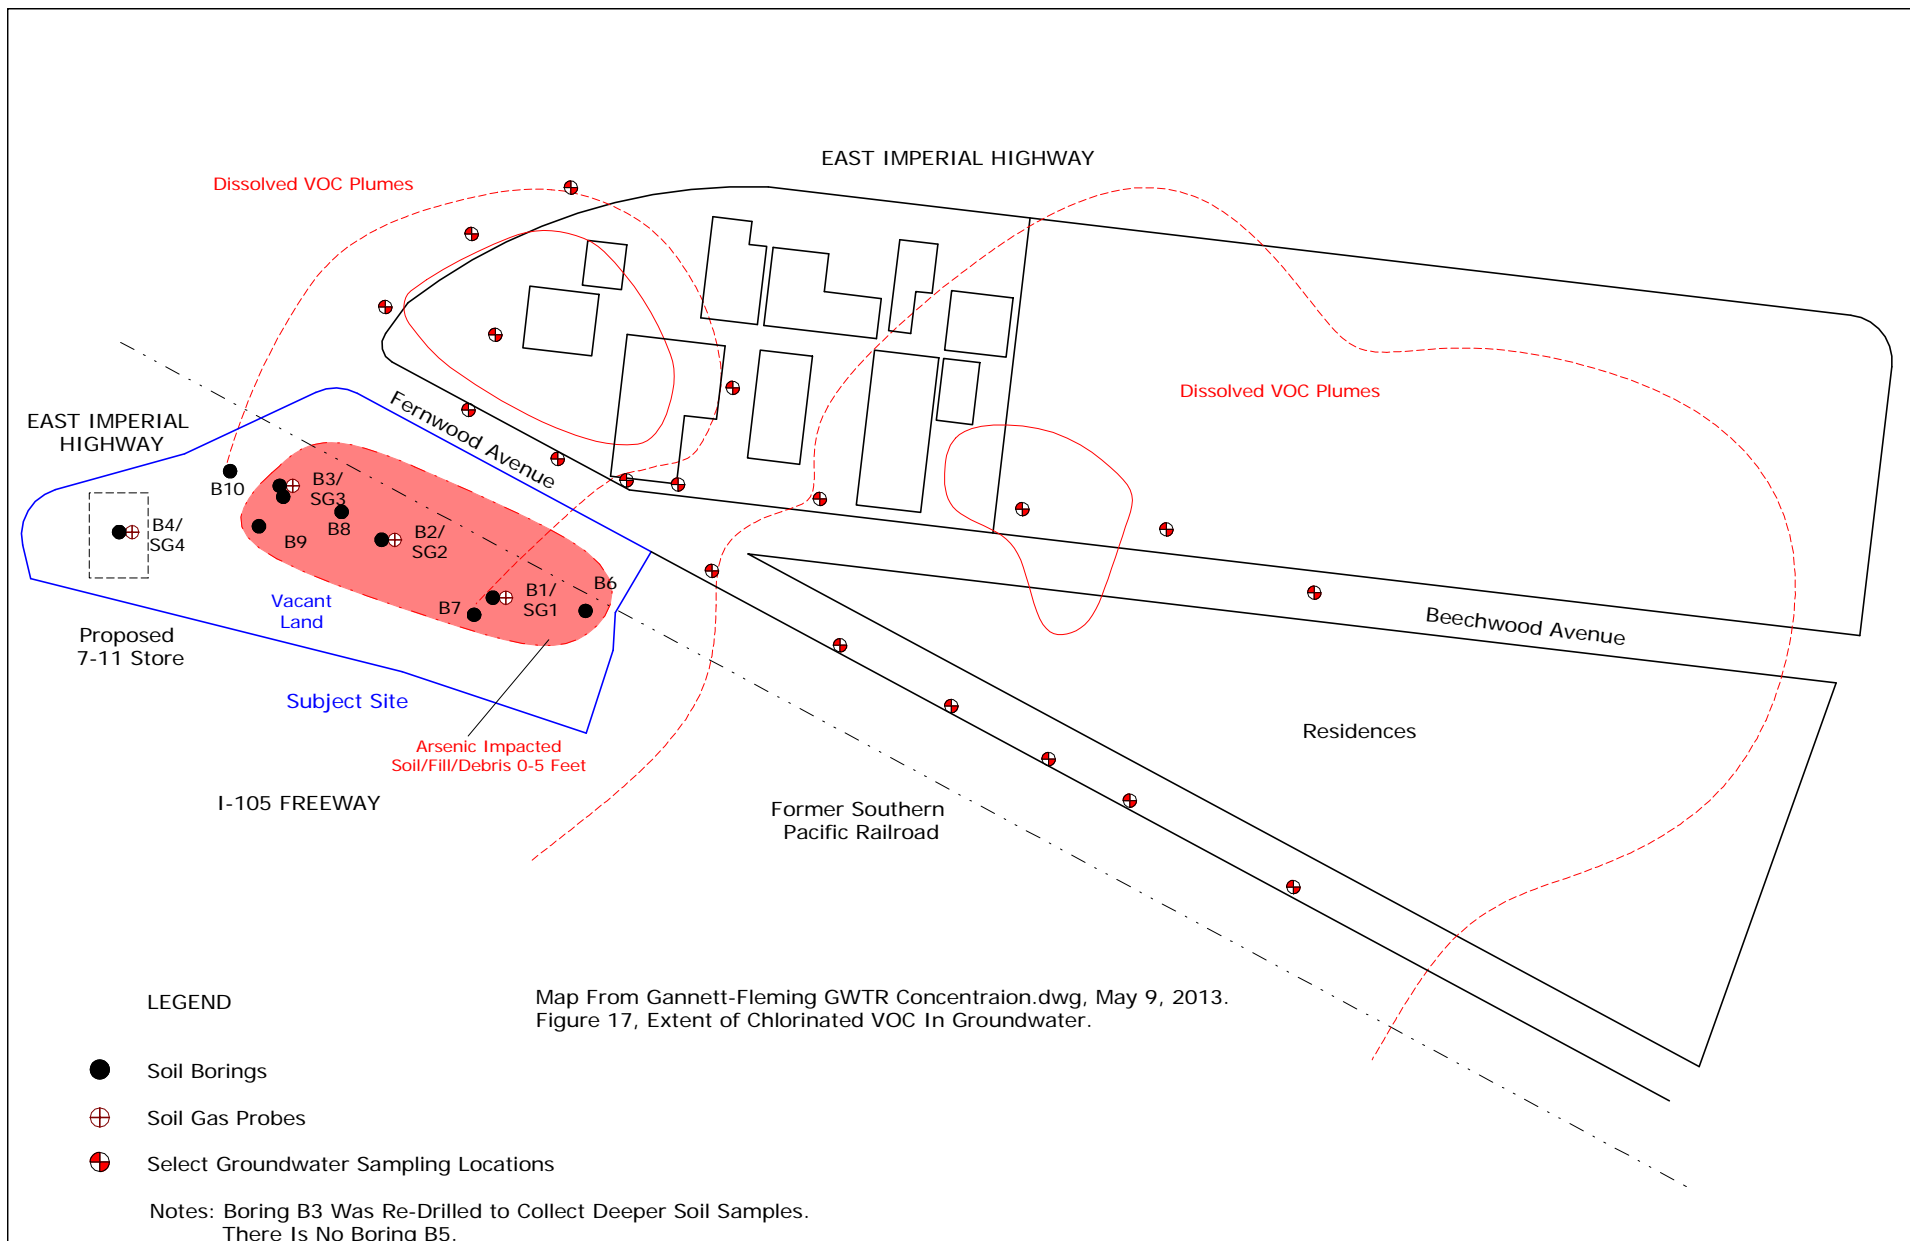 EAST IMPERIAL HIGHWAY
Dissolved VOC Plumes
Dissolved VOC Plumes
Fernwood Avenue
EAST IMPERIAL
HIGHWAY
B10
B3/
SG3
B8
B9
B2/
SG2
B4/
SG4
B1/
SG1
B6
B7
Vacant
Land
Proposed
7-11 Store
Beechwood Avenue
Subject Site
Arsenic Impacted
Soil/Fill/Debris 0-5 Feet
Residences
I-105 FREEWAY
Former Southern
Pacific Railroad
LEGEND
Map From Gannett-Fleming GWTR Concentraion.dwg, May 9, 2013.
Figure 17, Extent of Chlorinated VOC In Groundwater.
Soil Borings
Soil Gas Probes
Select Groundwater Sampling Locations
Notes: Boring B3 Was Re-Drilled to Collect Deeper Soil Samples.
There Is No Boring B5.